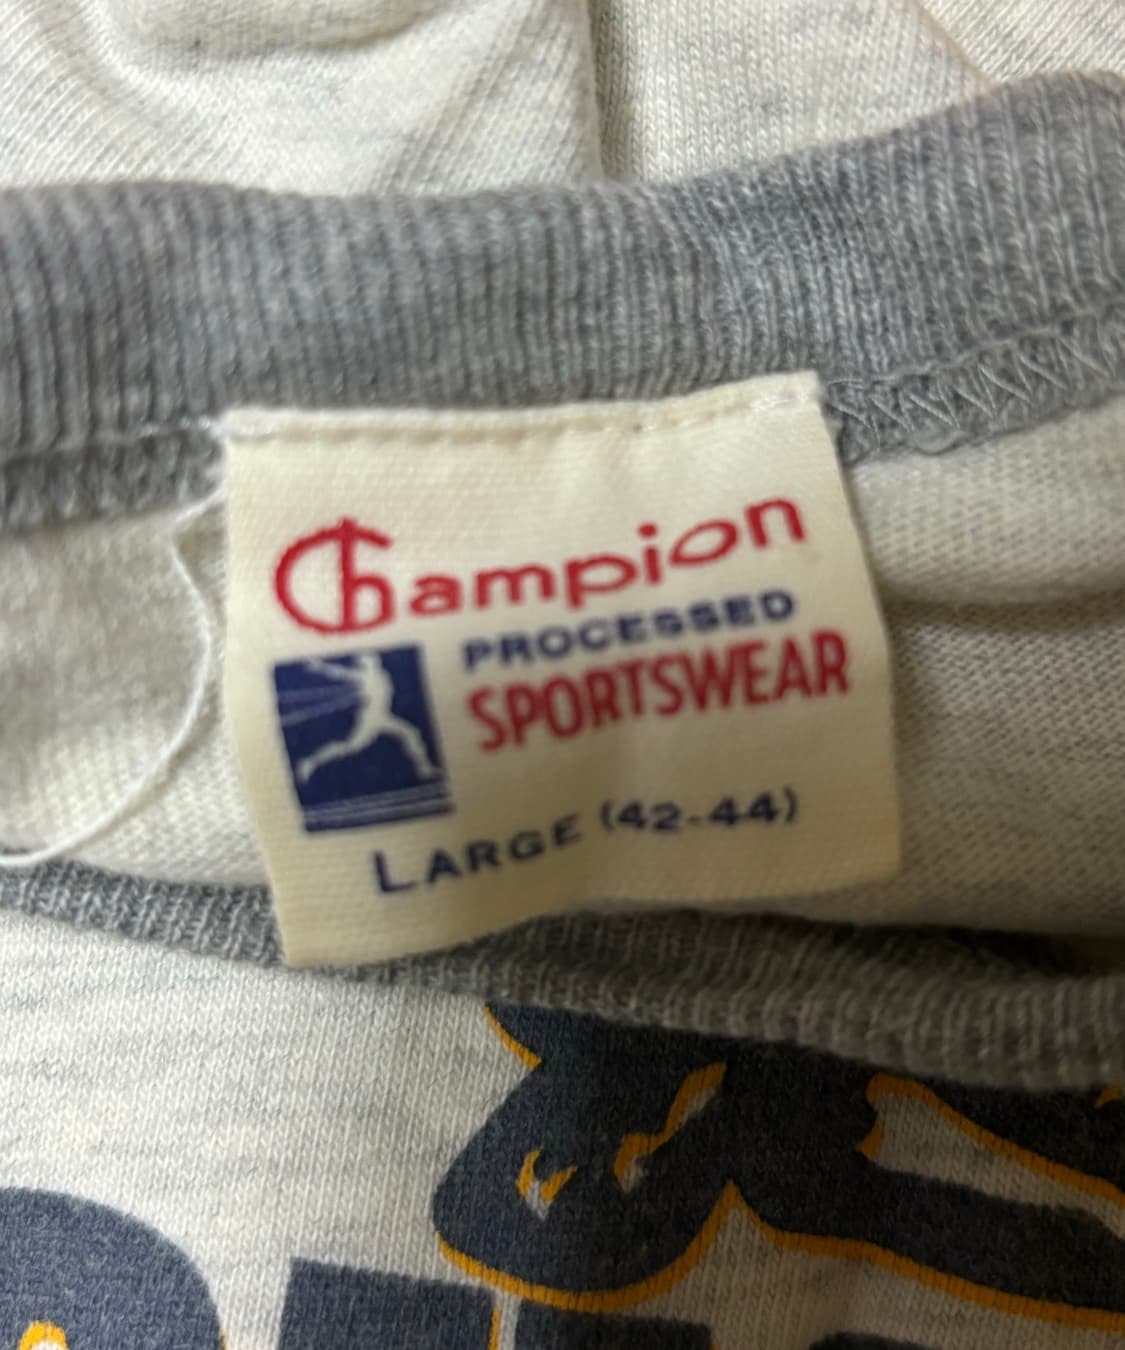 Champion
PROCESSED
SPORTSWEAR
LARGE (42-44)